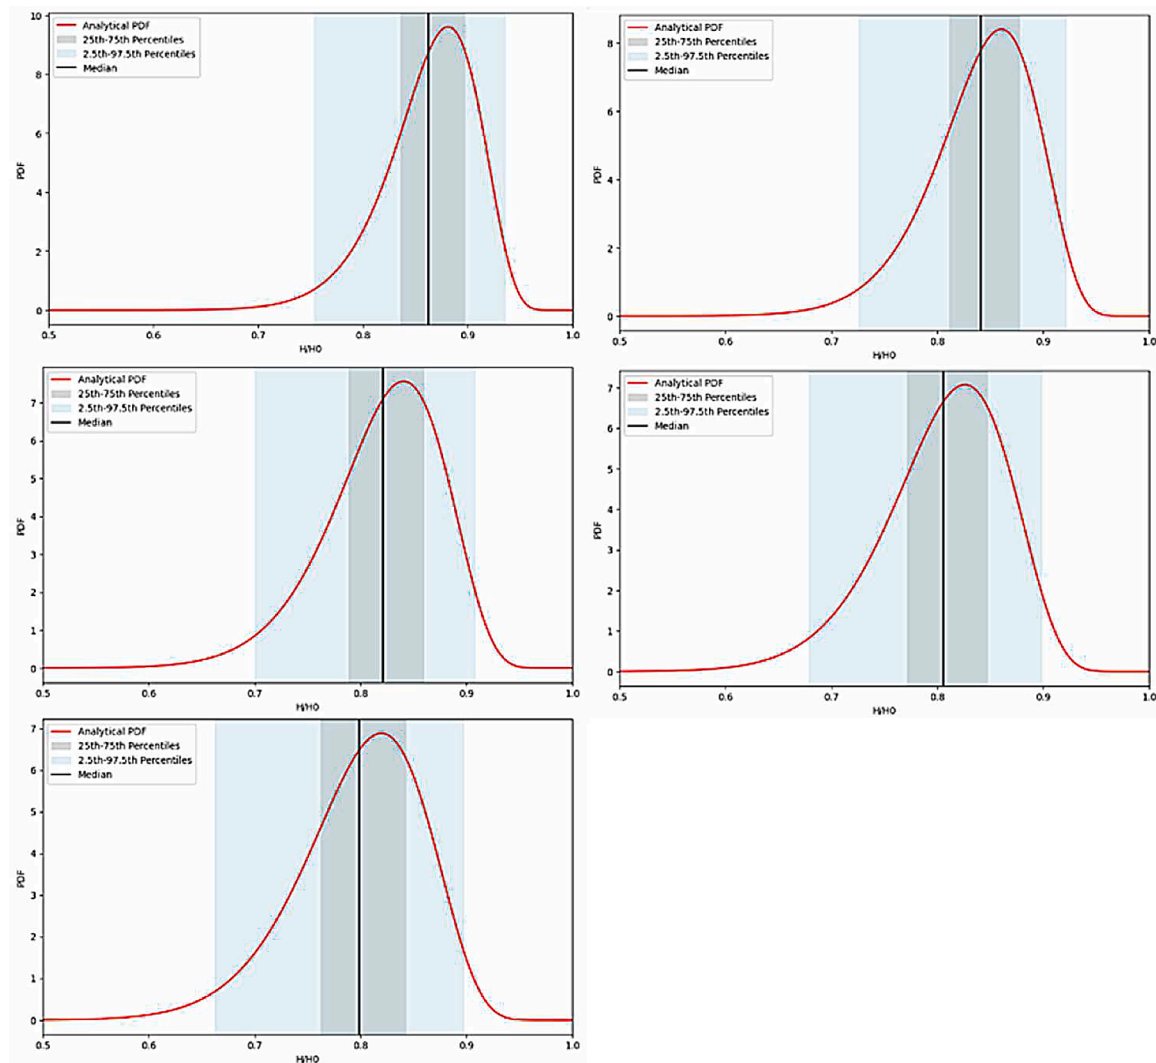 Analytical PDF
25th-75th Percentiles
2.5th-97.5th Percentiles
Median
10
8
6
4
2
0
PDF
0.5 0.6 0.7 0.8 0.9 1.0
H/H0
Analytical PDF
25th-75th Percentiles
2.5th-97.5th Percentiles
Median
8
6
4
2
0
PDF
0.5 0.6 0.7 0.8 0.9 1.0
H/H0
Analytical PDF
25th-75th Percentiles
2.5th-97.5th Percentiles
Median
7
6
5
4
3
2
1
0
PDF
0.5 0.6 0.7 0.8 0.9 1.0
H/H0
Analytical PDF
25th-75th Percentiles
2.5th-97.5th Percentiles
Median
7
6
5
4
3
2
1
0
PDF
0.5 0.6 0.7 0.8 0.9 1.0
H/H0
Analytical PDF
25th-75th Percentiles
2.5th-97.5th Percentiles
Median
7
6
5
4
3
2
1
0
PDF
0.5 0.6 0.7 0.8 0.9 1.0
H/H0